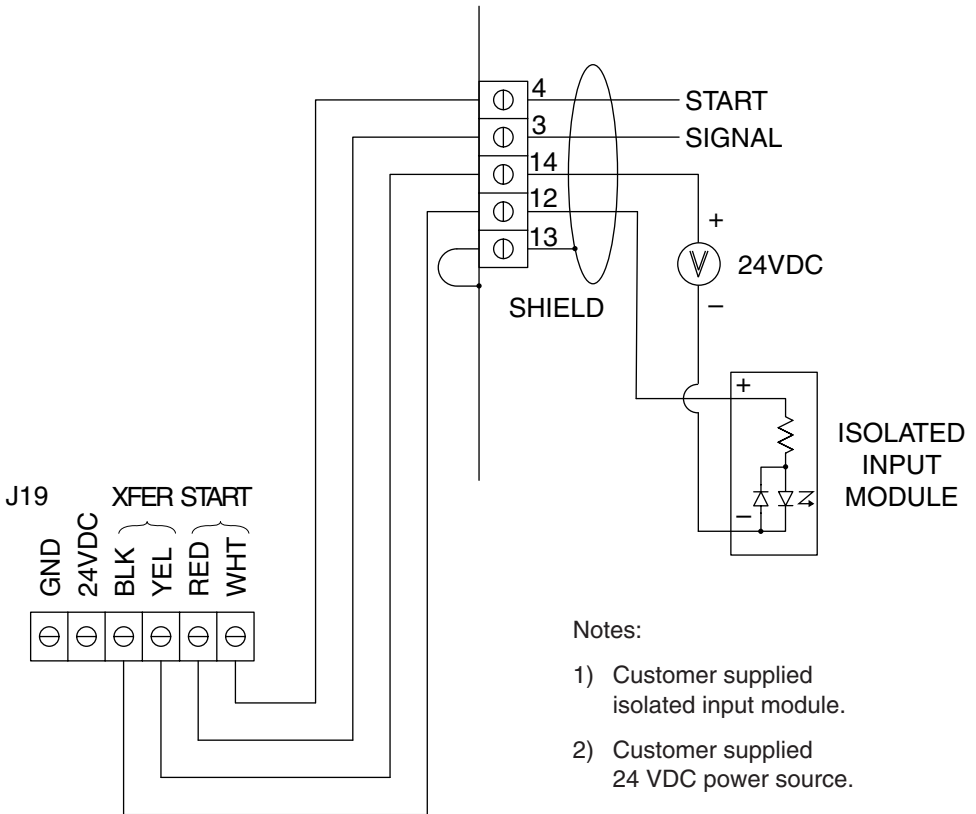 4
START
3
SIGNAL
14
12
+
13
24VDC
SHIELD
–
+
ISOLATED
INPUT
MODULE
–
J19
XFER START
GND
24VDC
BLK
YEL
RED
WHT
Notes:
1) Customer supplied
isolated input module.
2) Customer supplied
24 VDC power source.